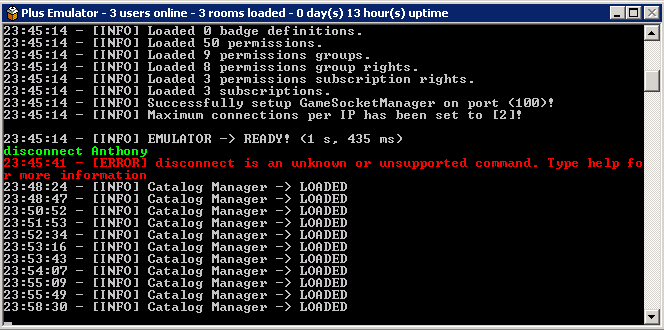 Plus Emulator - 3 users online - 3 rooms loaded - 0 day(s) 13 hour(s) uptime
23:45:14 - [INFO] Loaded 0 badge definitions.
23:45:14 - [INFO] Loaded 50 permissions.
23:45:14 - [INFO] Loaded 9 permissions groups.
23:45:14 - [INFO] Loaded 8 permissions group rights.
23:45:14 - [INFO] Loaded 3 permissions subscription rights.
23:45:14 - [INFO] Loaded 3 subscriptions.
23:45:14 - [INFO] Successfully setup GameSocketManager on port (100)!
23:45:14 - [INFO] Maximum connections per IP has been set to [2]!
23:45:14 - [INFO] EMULATOR -> READY! (1 s, 435 ms)
disconnect Anthony
23:45:41 - [ERROR] disconnect is an unknown or unsupported command. Type help fo
r more information
23:48:24 - [INFO] Catalog Manager -> LOADED
23:48:47 - [INFO] Catalog Manager -> LOADED
23:50:52 - [INFO] Catalog Manager -> LOADED
23:51:53 - [INFO] Catalog Manager -> LOADED
23:52:34 - [INFO] Catalog Manager -> LOADED
23:53:16 - [INFO] Catalog Manager -> LOADED
23:53:43 - [INFO] Catalog Manager -> LOADED
23:54:07 - [INFO] Catalog Manager -> LOADED
23:55:09 - [INFO] Catalog Manager -> LOADED
23:55:49 - [INFO] Catalog Manager -> LOADED
23:58:30 - [INFO] Catalog Manager -> LOADED